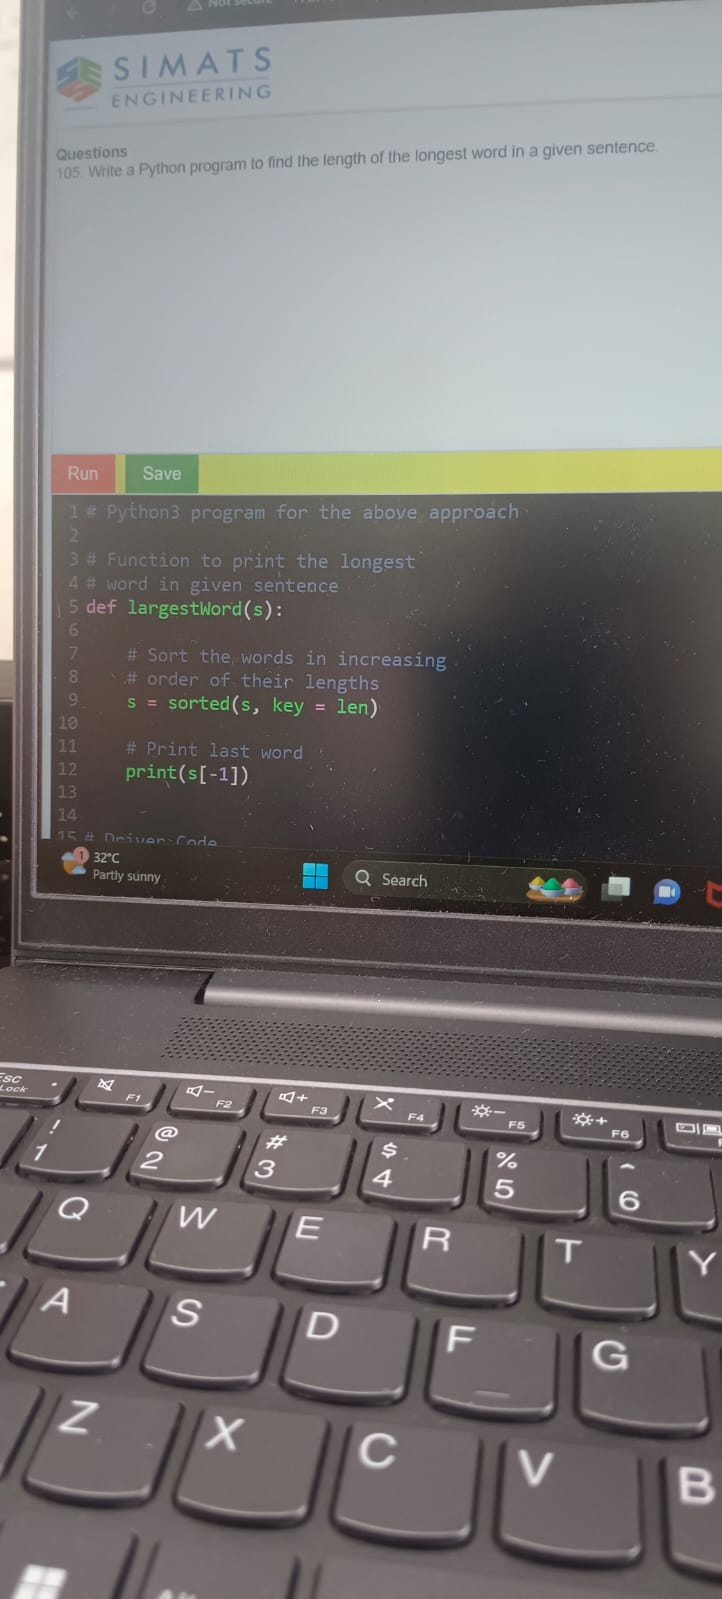 Not secure
SIMATS
ENGINEERING
Questions
105. Write a Python program to find the length of the longest word in a given sentence.
Run Save
1 # Python3 program for the above approach
2
3 # Function to print the longest
4 # word in given sentence
5 def largestWord(s):
6
7 # Sort the words in increasing
8 # order of their lengths
9 s = sorted(s, key = len)
10
11 # Print last word
12 print(s[-1])
13
14
15 # Driver Code
1 32°C
Partly sunny
Search
ESC F1 F2 F3 F4 F5 F6
Lock
! @ # $ % ^
1 2 3 4 5 6
Q W E R T Y
A S D F G
Z X C V B